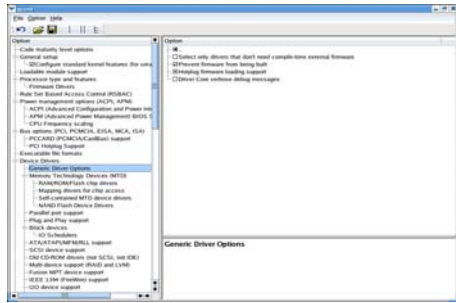 qconf
File Option Help
Option
Code maturity level options
General setup
Configure standard kernel features (for sma
Loadable module support
Processor type and features
Firmware Drivers
Rule Set Based Access Control (RSBAC)
Power management options (ACPI, APM)
ACPI (Advanced Configuration and Power Int
APM (Advanced Power Management) BIOS S
CPU Frequency scaling
Bus options (PCI, PCMCIA, EISA, MCA, ISA)
PCCARD (PCMCIA/CardBus) support
PCI Hotplug Support
Executable file formats
Device Drivers
Generic Driver Options
Memory Technology Devices (MTD)
RAM/ROM/Flash chip drivers
Mapping drivers for chip access
Self-contained MTD device drivers
NAND Flash Device Drivers
Parallel port support
Plug and Play support
Block devices
IO Schedulers
ATA/ATAPI/MFM/RLL support
SCSI device support
Old CD-ROM drivers (not SCSI, not IDE)
Multi-device support (RAID and LVM)
Fusion MPT device support
IEEE 1394 (FireWire) support
I2O device support
Option
..
Select only drivers that don't need compile-time external firmware
Prevent firmware from being built
Hotplug firmware loading support
Driver Core verbose debug messages
Generic Driver Options